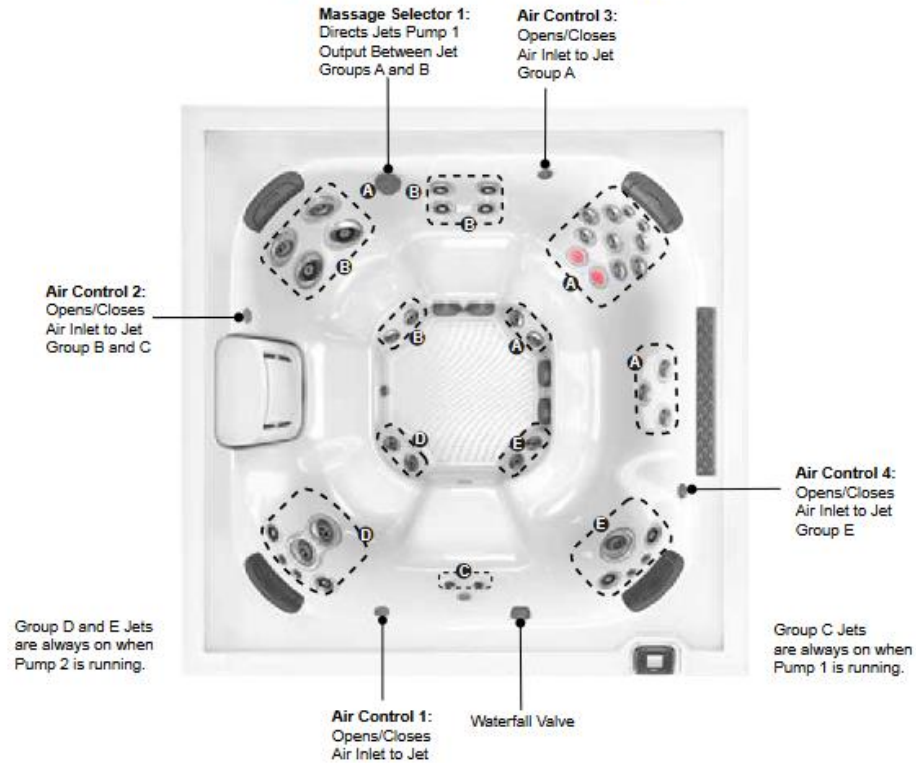 Massage Selector 1:
Directs Jets Pump 1
Output Between Jet
Groups A and B
Air Control 3:
Opens/Closes
Air Inlet to Jet
Group A
A
B
B
B
A
Air Control 2:
Opens/Closes
Air Inlet to Jet
Group B and C
B
A
A
D
E
Air Control 4:
Opens/Closes
Air Inlet to Jet
Group E
D
E
C
Group D and E Jets
are always on when
Pump 2 is running.
Group C Jets
are always on when
Pump 1 is running.
Air Control 1:
Opens/Closes
Air Inlet to Jet
Waterfall Valve